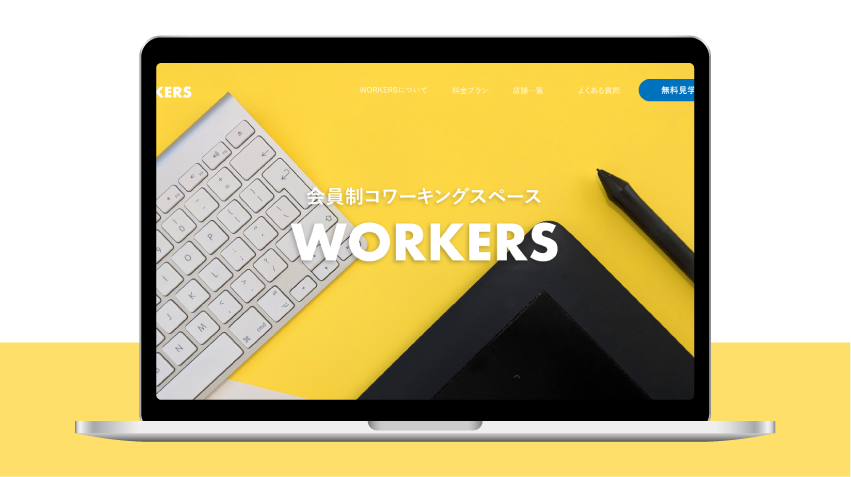 KERS
WORKERSについて
料金プラン
店舗一覧
よくある質問
無料見学
会員制コワーキングスペース
WORKERS